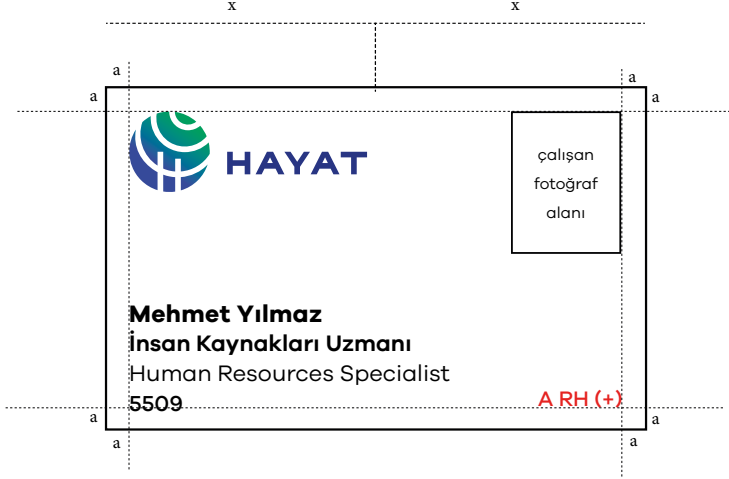 x x
a a
a a
HAYAT
çalışan
fotoğraf
alanı
Mehmet Yılmaz
İnsan Kaynakları Uzmanı
Human Resources Specialist
5509 A RH (+)
a a
a a